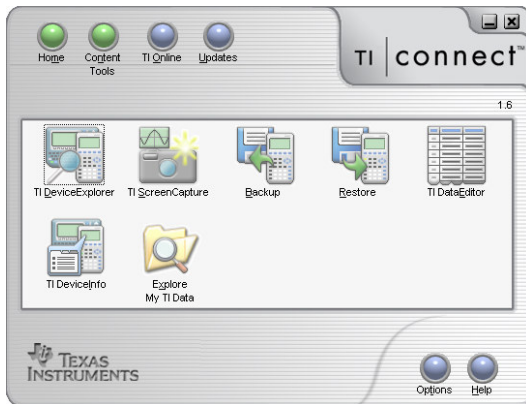 Home
Content
Tools
TI Online
Updates
TI connect™
1.6
TI DeviceExplorer
TI ScreenCapture
Backup
Restore
TI DataEditor
TI DeviceInfo
Explore
My TI Data
TEXAS
INSTRUMENTS
Options
Help